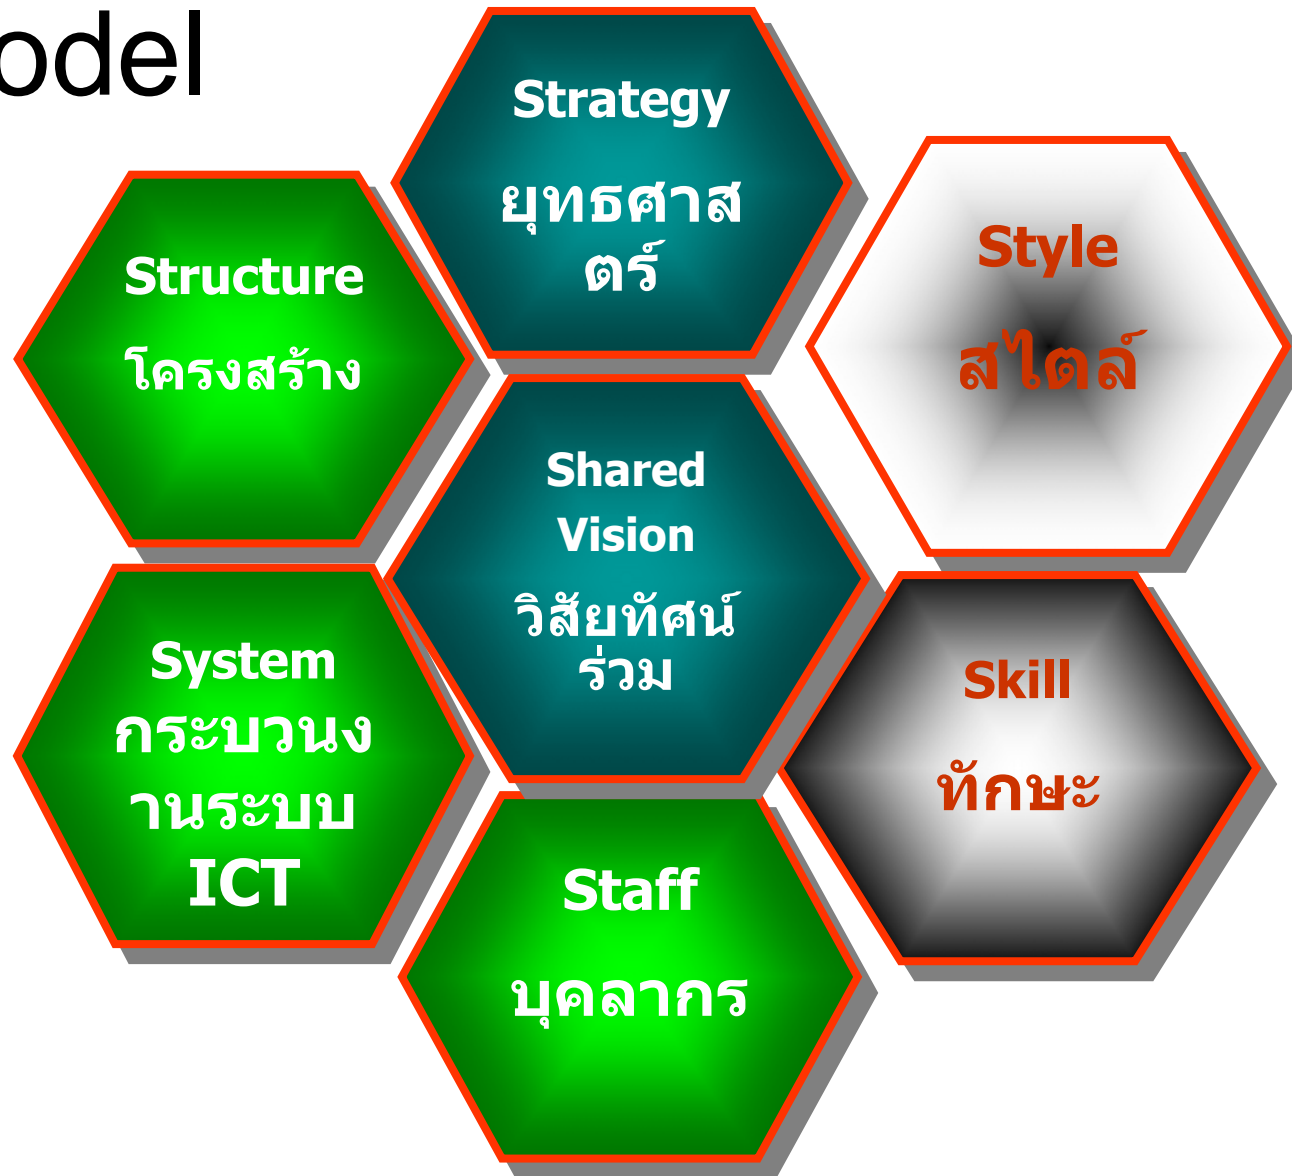 odel
Strategy
ยุทธศาส
ตร์
Structure
โครงสร้าง
Style
สไตล์
Shared
Vision
วิสัยทัศน์
ร่วม
System
กระบวนง
านระบบ
ICT
Skill
ทักษะ
Staff
บุคลากร